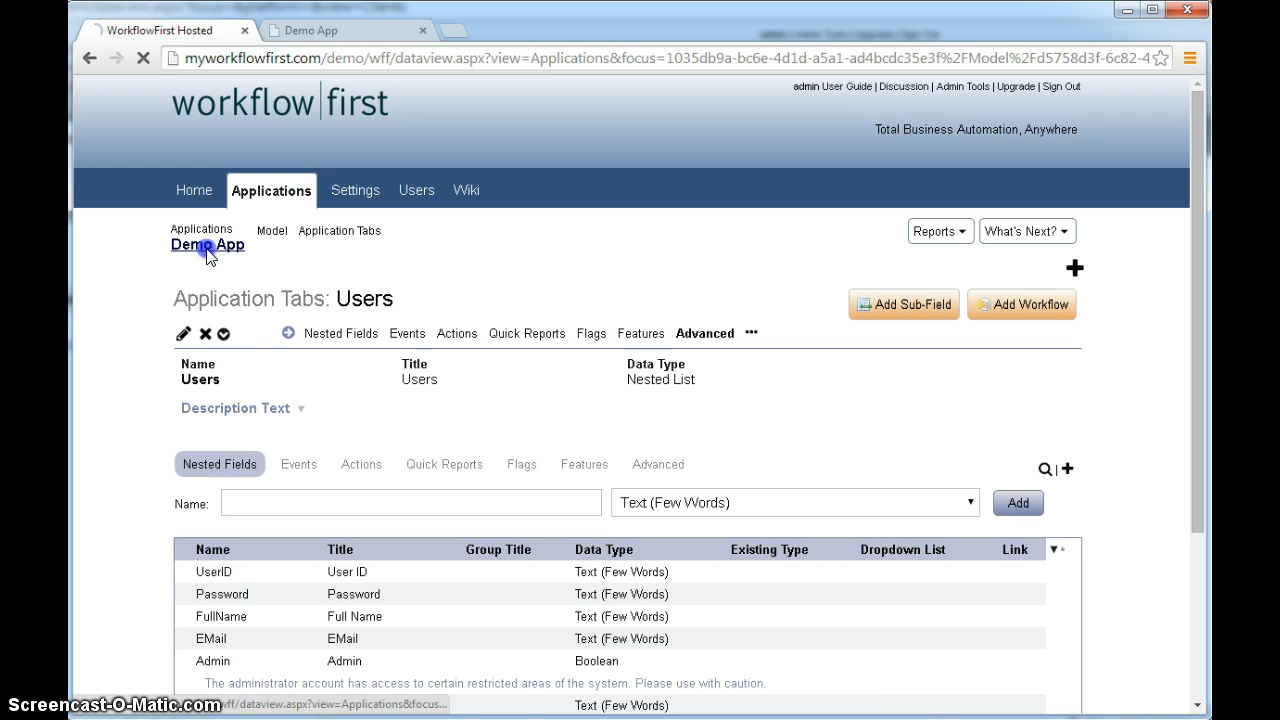 WorkflowFirst Hosted
Demo App
myworkflowfirst.com/demo/wff/dataview.aspx?view=Applications&focus=1035db9a-bc6e-4d1d-a5a1-ad4bcdc35e3f%2FModel%2Fd5758d3f-6c82-4
workflow|first
admin User Guide | Discussion | Admin Tools | Upgrade | Sign Out
Total Business Automation, Anywhere
Home Applications Settings Users Wiki
Applications Model Application Tabs
Demo App
Reports What's Next?
Application Tabs: Users
Add Sub-Field Add Workflow
Nested Fields Events Actions Quick Reports Flags Features Advanced
Name Title Data Type
Users Users Nested List
Description Text
Nested Fields Events Actions Quick Reports Flags Features Advanced
Name: Text (Few Words) Add
Name Title Group Title Data Type Existing Type Dropdown List Link
UserID User ID Text (Few Words)
Password Password Text (Few Words)
FullName Full Name Text (Few Words)
EMail EMail Text (Few Words)
Admin Admin Boolean
The administrator account has access to certain restricted areas of the system. Please use with caution.
Text (Few Words)
wff/dataview.aspx?view=Applications&focus...
Screencast-O-Matic.com